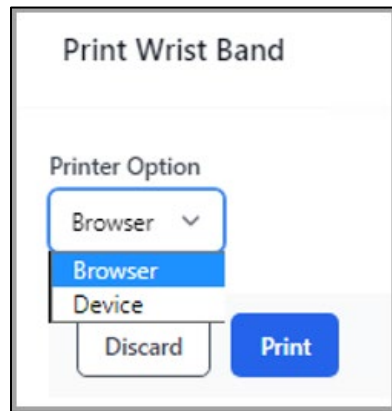 Print Wrist Band
Printer Option
Browser
Browser
Device
Discard Print